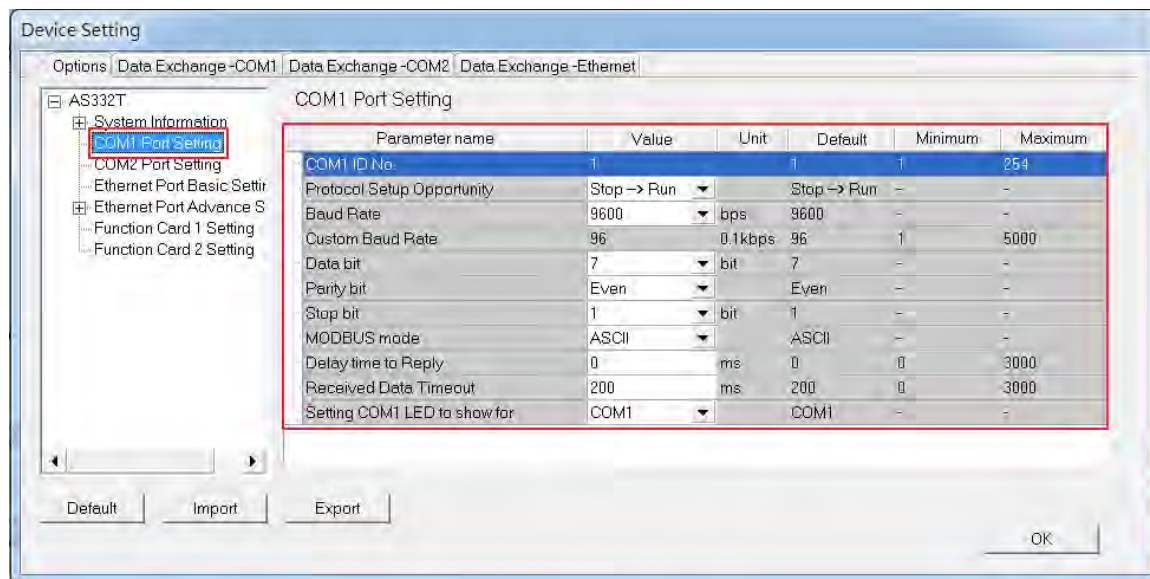 Device Setting
Options Data Exchange -COM1 Data Exchange -COM2 Data Exchange -Ethernet
AS332T
System Information
COM1 Port Setting
COM2 Port Setting
Ethernet Port Basic Settir
Ethernet Port Advance S
Function Card 1 Setting
Function Card 2 Setting
COM1 Port Setting
Parameter name Value Unit Default Minimum Maximum
COM1 ID No. 1 1 1 254
Protocol Setup Opportunity Stop -> Run Stop -> Run - -
Baud Rate 9600 bps 9600 - -
Custom Baud Rate 96 0.1kbps 96 1 5000
Data bit 7 bit 7 - -
Parity bit Even Even - -
Stop bit 1 bit 1 - -
MODBUS mode ASCII ASCII - -
Delay time to Reply 0 ms 0 0 3000
Received Data Timeout 200 ms 200 0 3000
Setting COM1 LED to show for COM1 COM1 - -
Default Import Export
OK